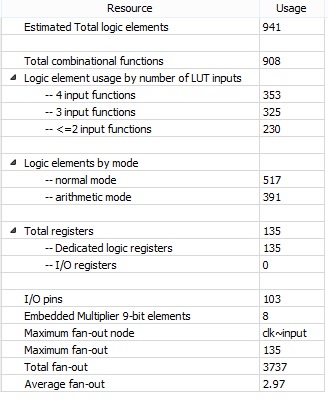 Resource Usage
Estimated Total logic elements 941
Total combinational functions 908
Logic element usage by number of LUT inputs
-- 4 input functions 353
-- 3 input functions 325
-- <=2 input functions 230
Logic elements by mode
-- normal mode 517
-- arithmetic mode 391
Total registers 135
-- Dedicated logic registers 135
-- I/O registers 0
I/O pins 103
Embedded Multiplier 9-bit elements 8
Maximum fan-out node clk~input
Maximum fan-out 135
Total fan-out 3737
Average fan-out 2.97